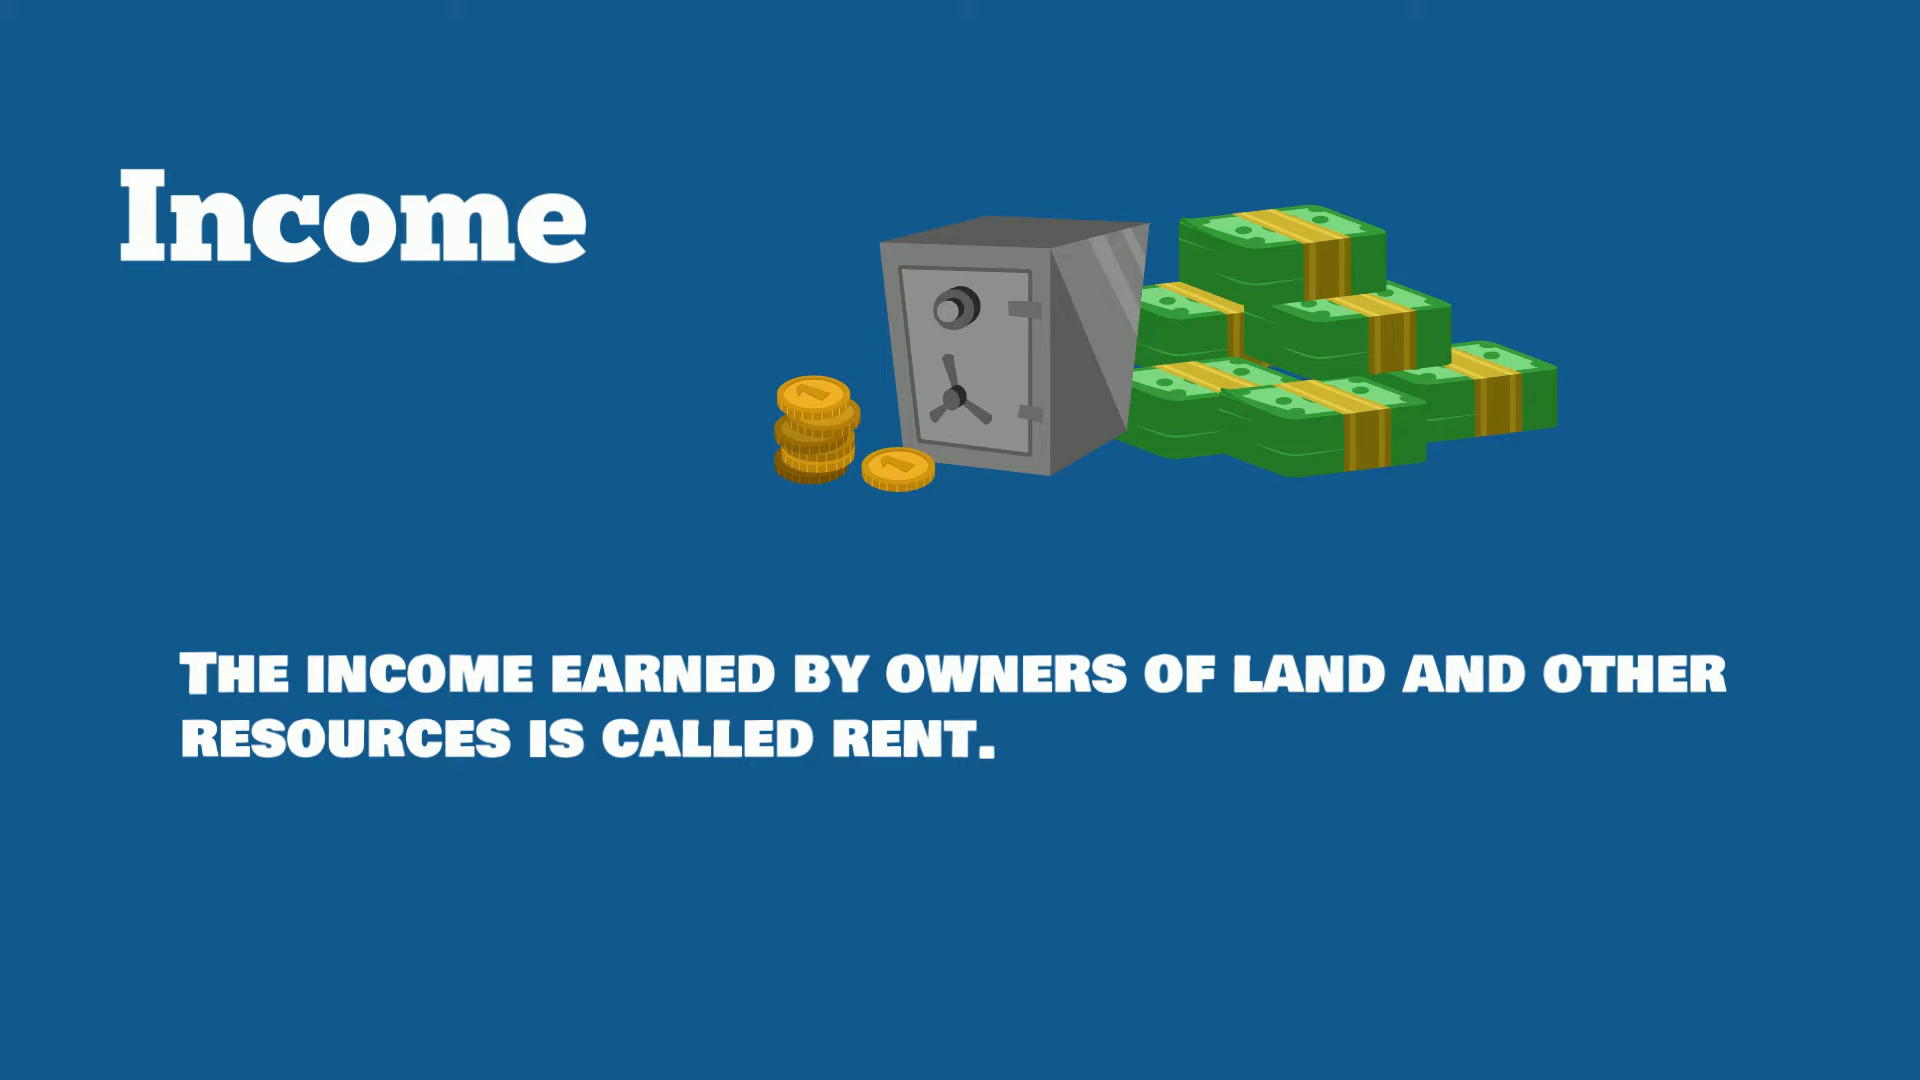 Income
The income earned by owners of land and other
resources is called rent.